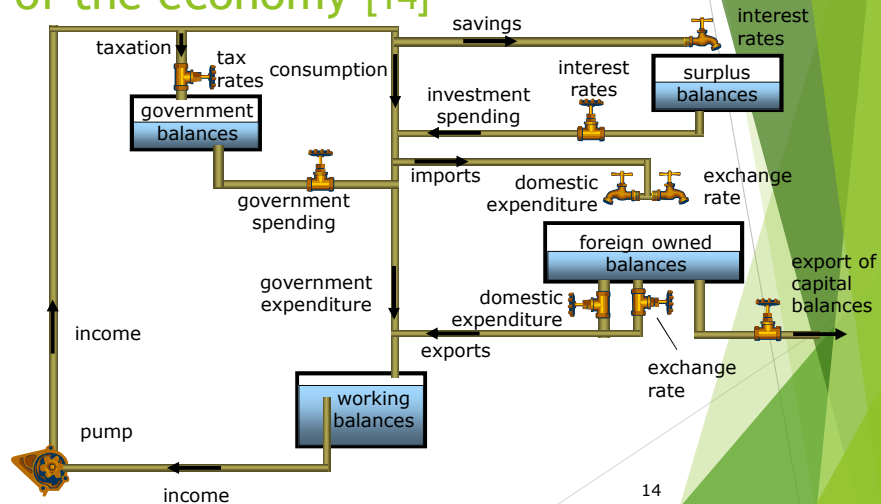 of the economy [14]
savings
interest
rates
taxation
tax
rates
consumption
interest
rates
surplus
balances
government
balances
investment
spending
imports
domestic
expenditure
exchange
rate
government
spending
foreign owned
balances
export of
capital
balances
government
expenditure
domestic
expenditure
income
exports
exchange
rate
working
balances
pump
income
14